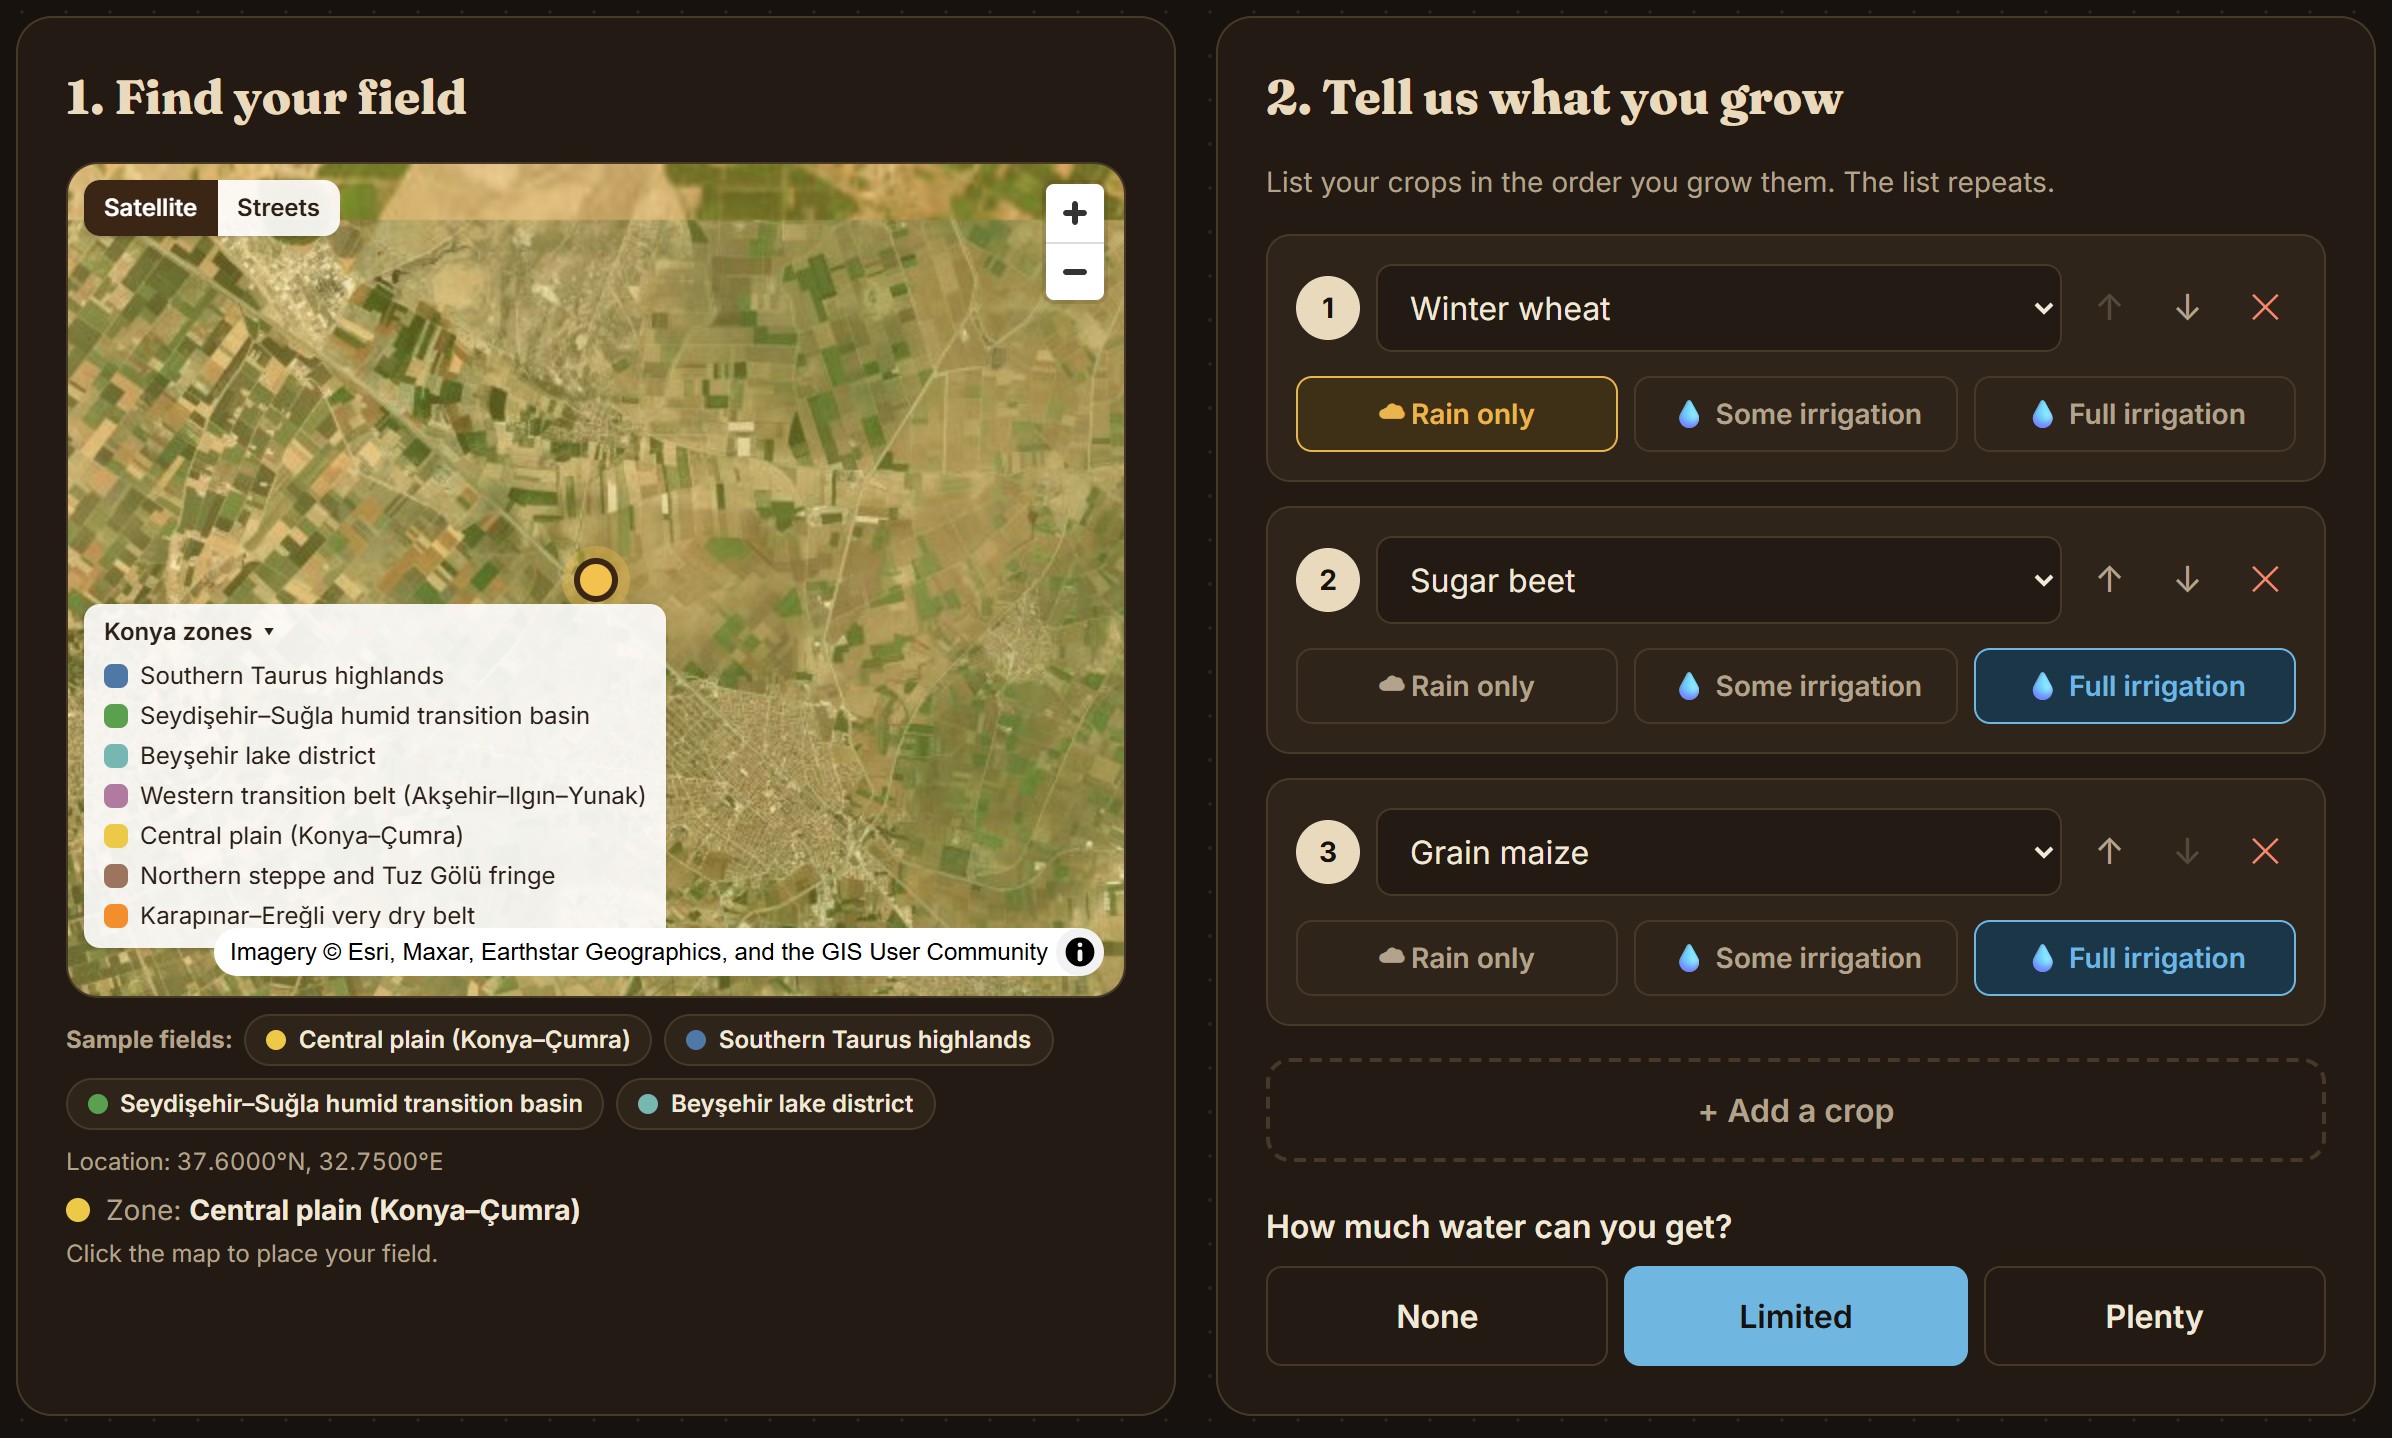 1. Find your field
Satellite
Streets
+
−
Konya zones ▾
Southern Taurus highlands
Seydişehir–Suğla humid transition basin
Beyşehir lake district
Western transition belt (Akşehir–Ilgın–Yunak)
Central plain (Konya–Çumra)
Northern steppe and Tuz Gölü fringe
Karapınar–Ereğli very dry belt
Imagery © Esri, Maxar, Earthstar Geographics, and the GIS User Community
Sample fields:
Central plain (Konya–Çumra)
Southern Taurus highlands
Seydişehir–Suğla humid transition basin
Beyşehir lake district
Location: 37.6000°N, 32.7500°E
Zone: Central plain (Konya–Çumra)
Click the map to place your field.
2. Tell us what you grow
List your crops in the order you grow them. The list repeats.
1
Winter wheat
Rain only
Some irrigation
Full irrigation
2
Sugar beet
Rain only
Some irrigation
Full irrigation
3
Grain maize
Rain only
Some irrigation
Full irrigation
+ Add a crop
How much water can you get?
None
Limited
Plenty